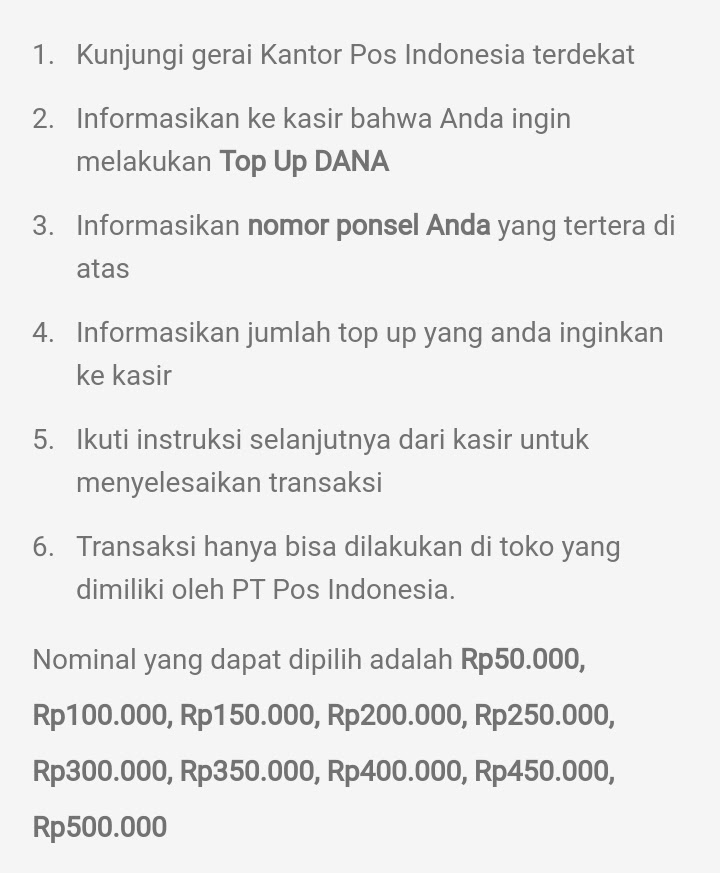 1. Kunjungi gerai Kantor Pos Indonesia terdekat
2. Informasikan ke kasir bahwa Anda ingin
melakukan Top Up DANA
3. Informasikan nomor ponsel Anda yang tertera di
atas
4. Informasikan jumlah top up yang anda inginkan
ke kasir
5. Ikuti instruksi selanjutnya dari kasir untuk
menyelesaikan transaksi
6. Transaksi hanya bisa dilakukan di toko yang
dimiliki oleh PT Pos Indonesia.
Nominal yang dapat dipilih adalah Rp50.000,
Rp100.000, Rp150.000, Rp200.000, Rp250.000,
Rp300.000, Rp350.000, Rp400.000, Rp450.000,
Rp500.000